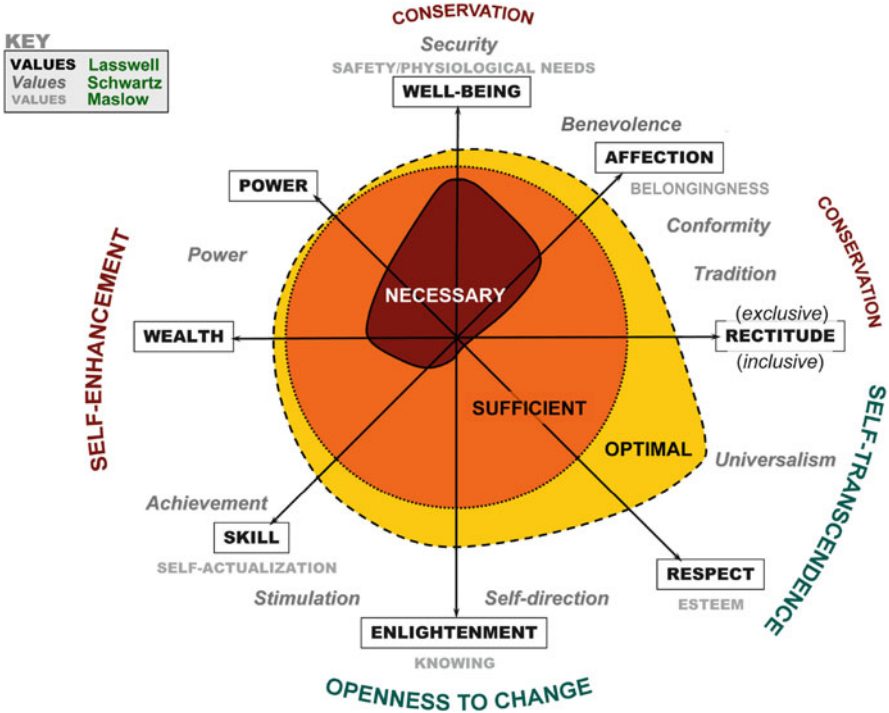 CONSERVATION
KEY
VALUES Lasswell
Values Schwartz
VALUES Maslow
Security
SAFETY/PHYSIOLOGICAL NEEDS
WELL-BEING
Benevolence
AFFECTION
BELONGINGNESS
POWER
CONSERVATION
Conformity
Power
Tradition
SELF-ENHANCEMENT
NECESSARY
(exclusive)
WEALTH
RECTITUDE
(inclusive)
SUFFICIENT
OPTIMAL
Universalism
SELF-TRANSCENDENCE
Achievement
SKILL
SELF-ACTUALIZATION
RESPECT
ESTEEM
Stimulation
Self-direction
ENLIGHTENMENT
KNOWING
OPENNESS TO CHANGE